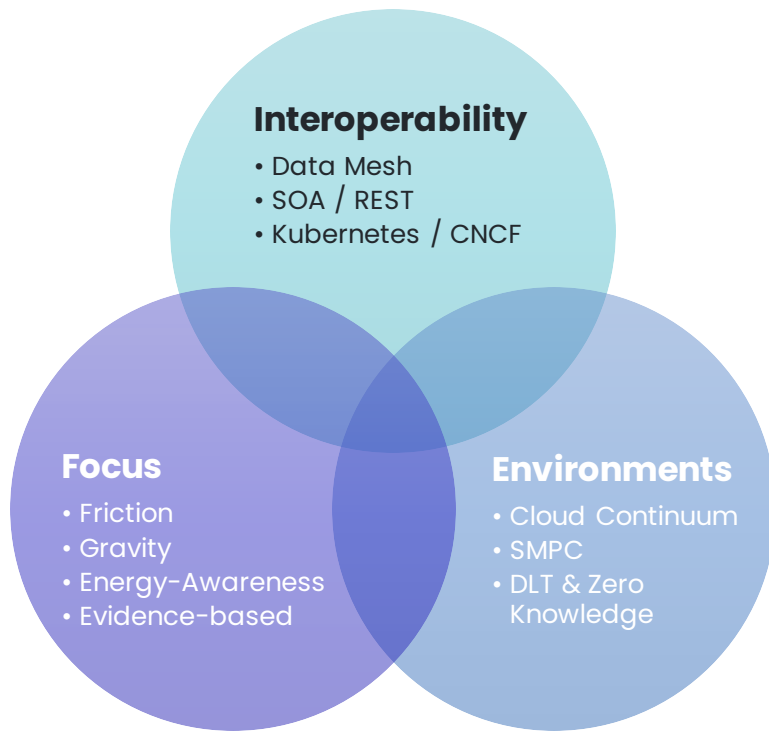 Interoperability
• Data Mesh
• SOA / REST
• Kubernetes / CNCF
Focus
• Friction
• Gravity
• Energy-Awareness
• Evidence-based
Environments
• Cloud Continuum
• SMPC
• DLT & Zero
Knowledge